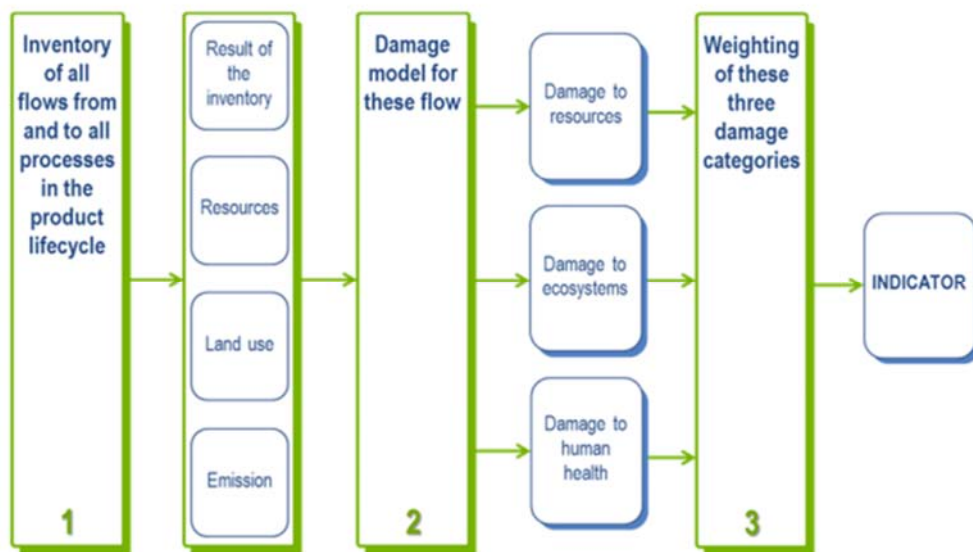 Inventory
of all
flows from
and to all
processes
in the
product
lifecycle
1
Result of
the
inventory
Resources
Land use
Emission
Damage
model for
these flow
2
Damage to
resources
Damage to
ecosystems
Damage to
human
health
Weighting
of these
three
damage
categories
3
INDICATOR